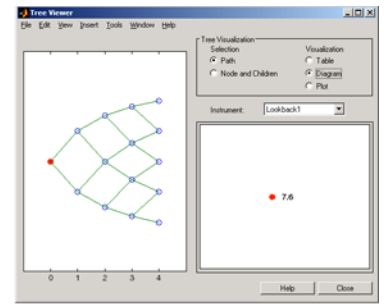 Tree Viewer
File Edit View Insert Tools Window Help
Tree Visualization
Selection
Visualization
Path
Table
Node and Children
Diagram
Plot
Instrument:
Lookback1
7.6
0 1 2 3 4
Help
Close